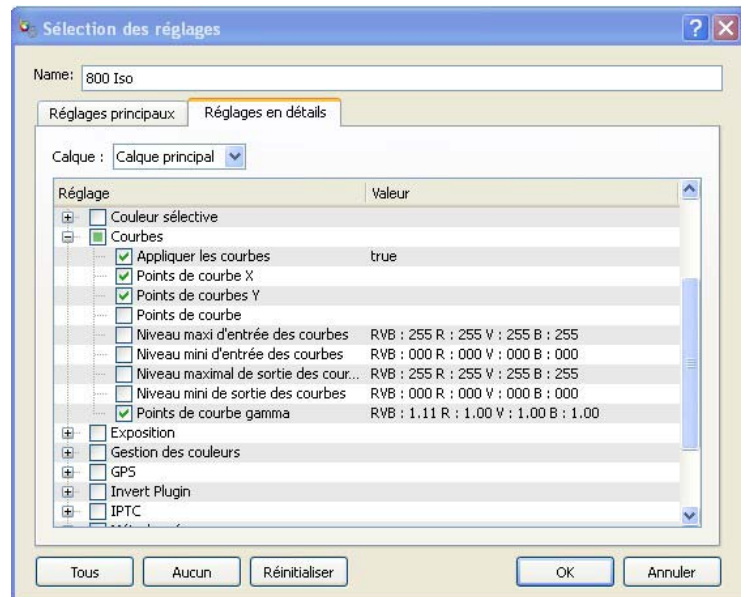 Sélection des réglages
Name: 800 Iso
Réglages principaux Réglages en détails
Calque : Calque principal
Réglage Valeur
Couleur sélective
Courbes
Appliquer les courbes true
Points de courbe X
Points de courbes Y
Points de courbe
Niveau maxi d'entrée des courbes RVB : 255 R : 255 V : 255 B : 255
Niveau mini d'entrée des courbes RVB : 000 R : 000 V : 000 B : 000
Niveau maximal de sortie des cour... RVB : 255 R : 255 V : 255 B : 255
Niveau mini de sortie des courbes RVB : 000 R : 000 V : 000 B : 000
Points de courbe gamma RVB : 1.11 R : 1.00 V : 1.00 B : 1.00
Exposition
Gestion des couleurs
GPS
Invert Plugin
IPTC
Tous Aucun Réinitialiser OK Annuler